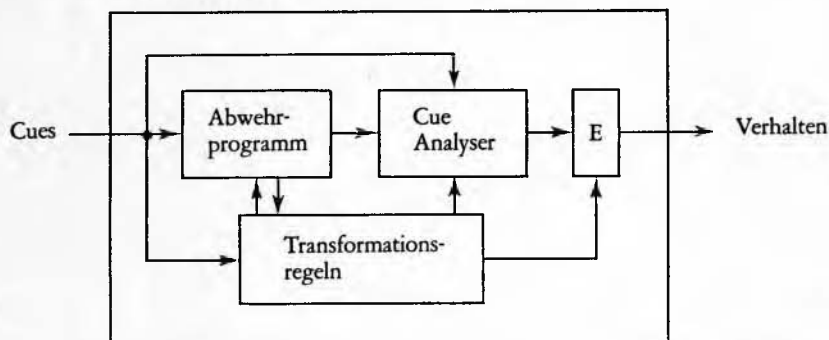 Cues
Abwehr-
programm
Cue
Analyser
E
Verhalten
Transformations-
regeln